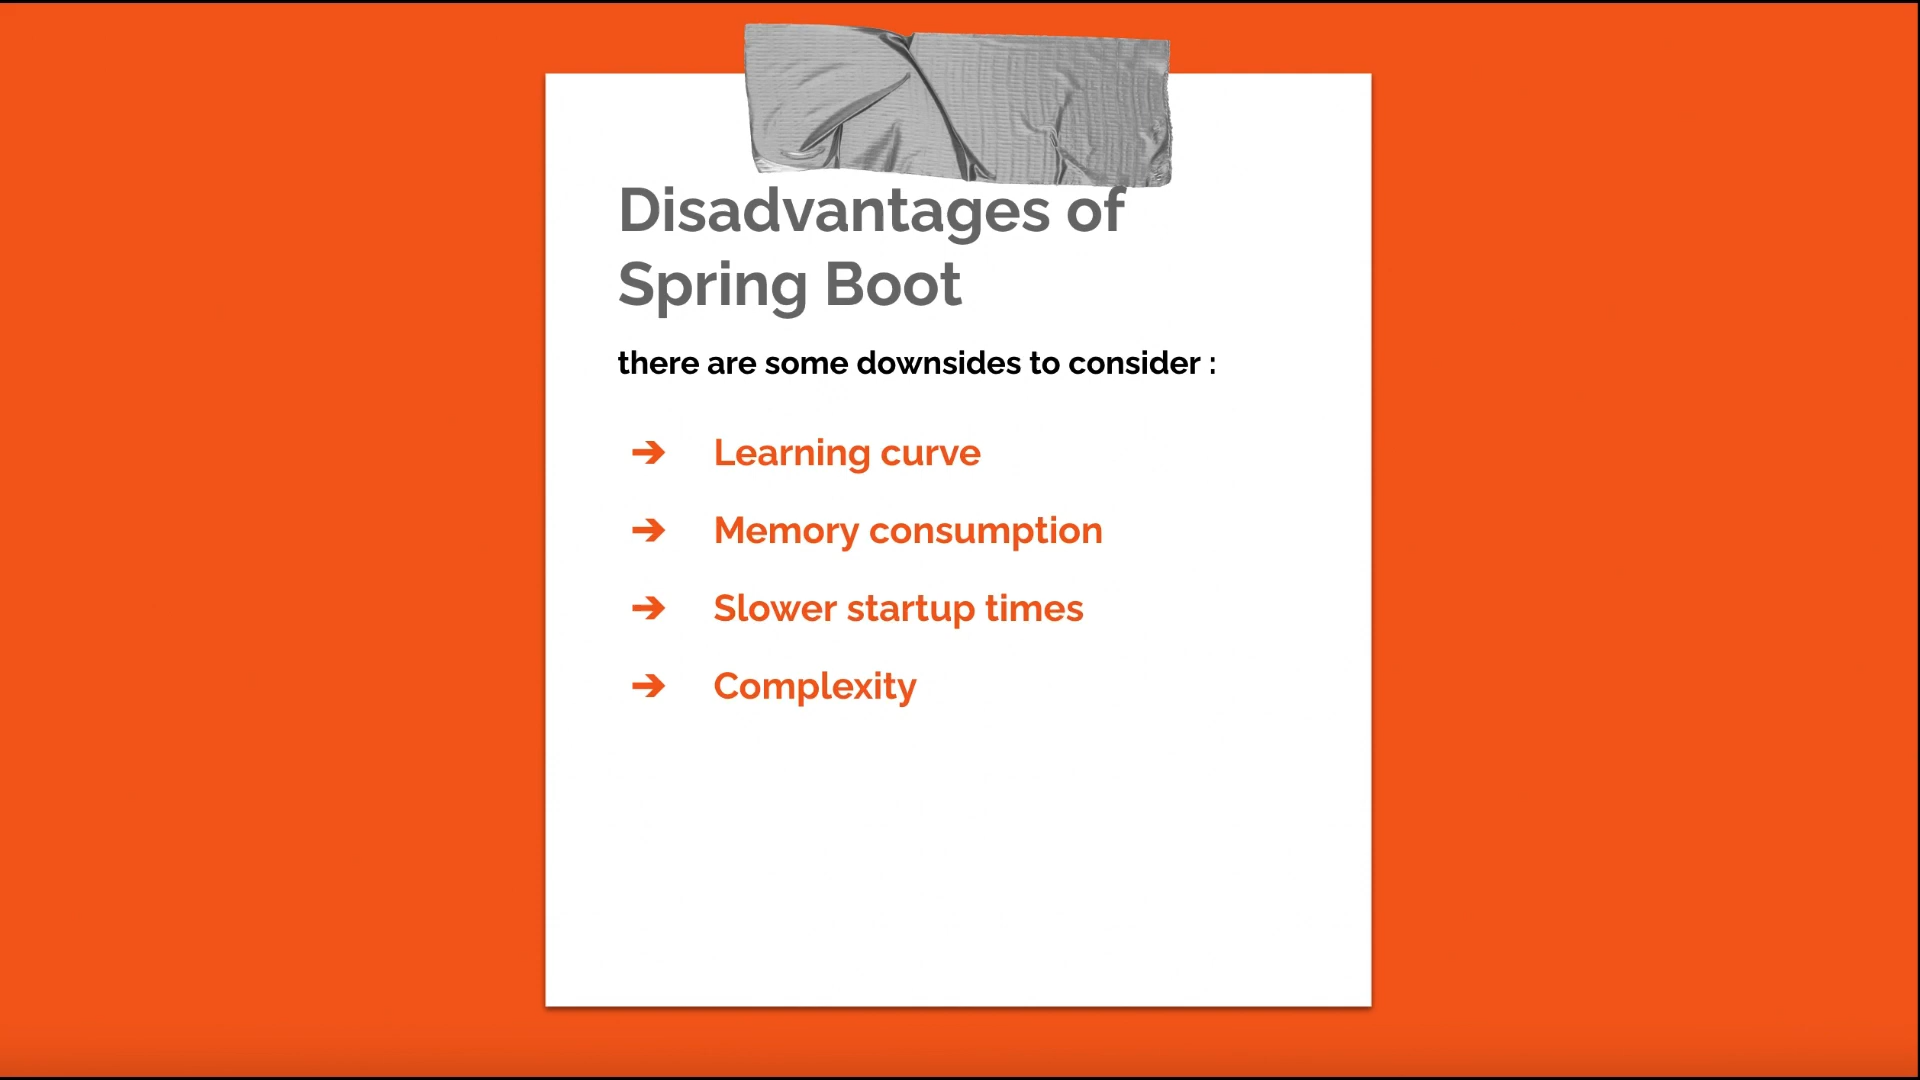 Disadvantages of
Spring Boot
there are some downsides to consider :
➔ Learning curve
➔ Memory consumption
➔ Slower startup times
➔ Complexity